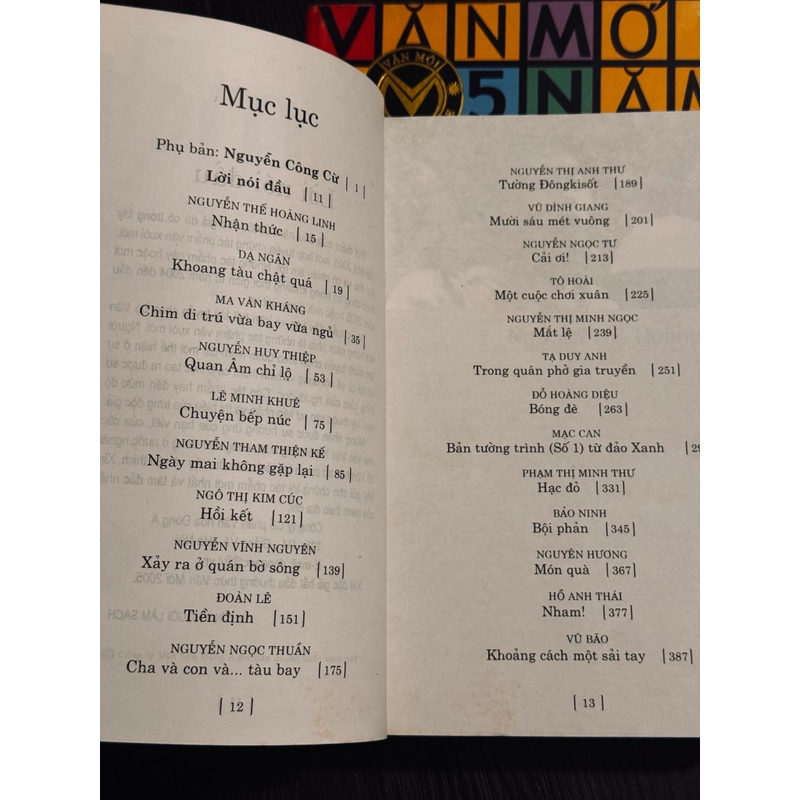 VĂN MỚ
VĂN MỚI
5 NĂM
Mục lục
Phụ bản: Nguyễn Công Cừ [ 1 ]
Lời nói đầu [ 11 ]
NGUYỄN THẾ HOÀNG LINH
Nhận thức [ 15 ]
DẠ NGÂN
Khoang tàu chật quá [ 19 ]
MA VĂN KHÁNG
Chim di trú vừa bay vừa ngủ [ 35 ]
NGUYỄN HUY THIỆP
Quan Âm chỉ lộ [ 53 ]
LÊ MINH KHUÊ
Chuyện bếp núc [ 75 ]
NGUYỄN THAM THIỆN KẾ
Ngày mai không gặp lại [ 85 ]
NGÔ THỊ KIM CÚC
Hồi kết [ 121 ]
NGUYỄN VĨNH NGUYÊN
Xảy ra ở quán bờ sông [ 139 ]
ĐOÀN LÊ
Tiền định [ 151 ]
NGUYỄN NGỌC THUẦN
Cha và con và... tàu bay [ 175 ]
[ 12 ]
NGUYỄN THỊ ANH THƯ
Tường Đôngkisốt [ 189 ]
VŨ ĐÌNH GIANG
Mười sáu mét vuông [ 201 ]
NGUYỄN NGỌC TƯ
Cải ơi! [ 213 ]
TÔ HOÀI
Một cuộc chơi xuân [ 225 ]
NGUYỄN THỊ MINH NGỌC
Mắt lệ [ 239 ]
TẠ DUY ANH
Trong quán phở gia truyền [ 251 ]
ĐỖ HOÀNG DIỆU
Bóng đè [ 263 ]
MẠC CAN
Bản tường trình (Số 1) từ đảo Xanh [ 29
PHẠM THỊ MINH THƯ
Hạc đỏ [ 331 ]
BẢO NINH
Bội phản [ 345 ]
NGUYÊN HƯƠNG
Món quà [ 367 ]
HỒ ANH THÁI
Nham! [ 377 ]
VŨ BÃO
Khoảng cách một sải tay [ 387 ]
[ 13 ]